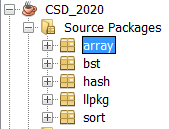 CSD_2020
Source Packages
array
bst
hash
llpkg
sort